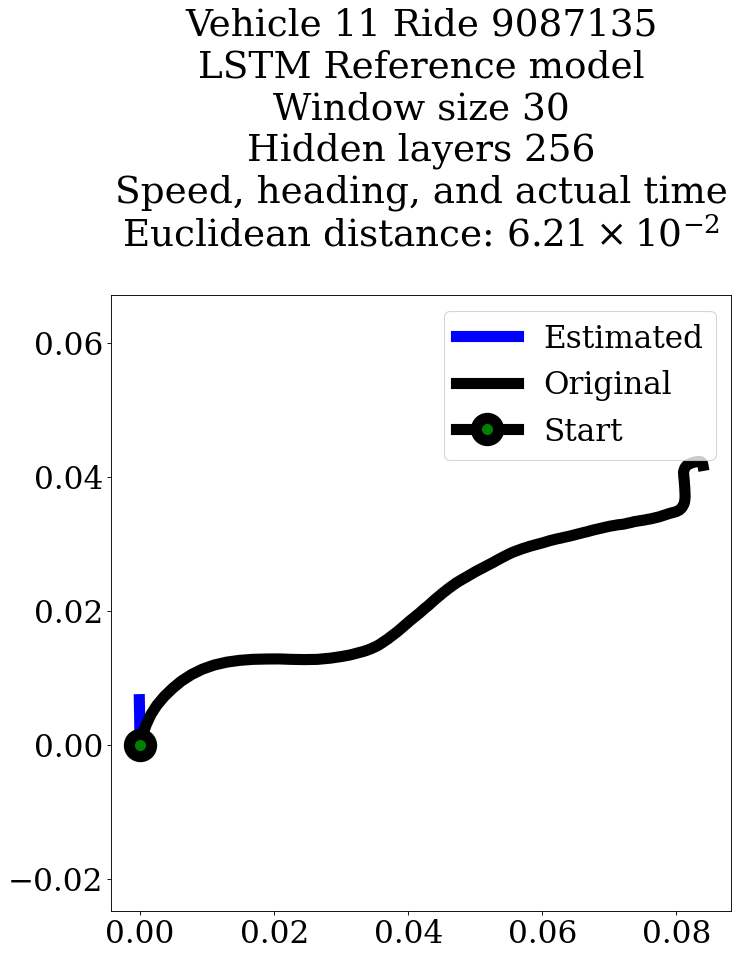 Vehicle 11 Ride 9087135
LSTM Reference model
Window size 30
Hidden layers 256
Speed, heading, and actual time
Euclidean distance: 6.21 × 10⁻²
Estimated
Original
Start
0.06
0.04
0.02
0.00
−0.02
0.00 0.02 0.04 0.06 0.08